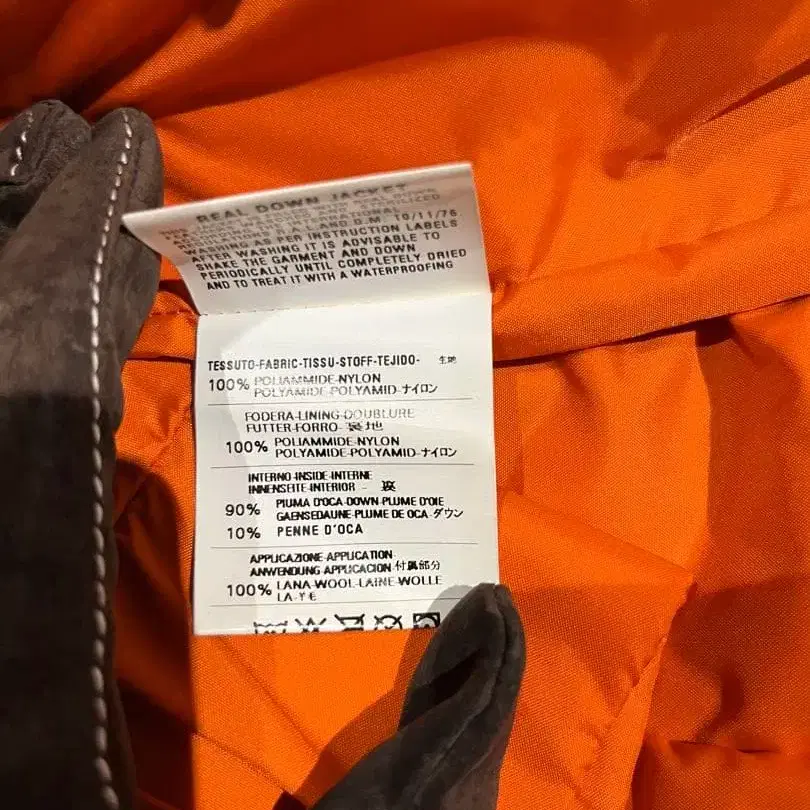 REAL DOWN JACKET
10/11/76.
WASHING AS PER INSTRUCTION LABELS
AFTER WASHING IT IS ADVISABLE TO
SHAKE THE GARMENT AND DOWN
PERIODICALLY UNTIL COMPLETELY DRIED
AND TO TREAT IT WITH A WATERPROOFING
TESSUTO-FABRIC-TISSU-STOFF-TEJIDO- 生地
100% POLIAMMIDE-NYLON
POLYAMIDE-POLYAMID-ナイロン
FODERA-LINING-DOUBLURE
FUTTER-FORRO-裏地
100% POLIAMMIDE-NYLON
POLYAMIDE-POLYAMID-ナイロン
INTERNO-INSIDE-INTERNE
INNENSEITE-INTERIOR -
90% PIUMA D'OCA-DOWN-PLUME D'OIE
GAENSEDAUNE-PLUME DE OCA-ダウン
10% PENNE D'OCA
APPLICAZIONE-APPLICATION
ANWENDUNG APPLICACION-付属部分
100% LANA-WOOL-LAINE-WOLLE